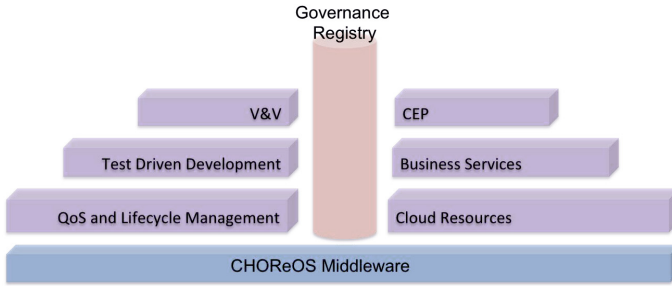 Governance
Registry
V&V
CEP
Test Driven Development
Business Services
QoS and Lifecycle Management
Cloud Resources
CHOReOS Middleware